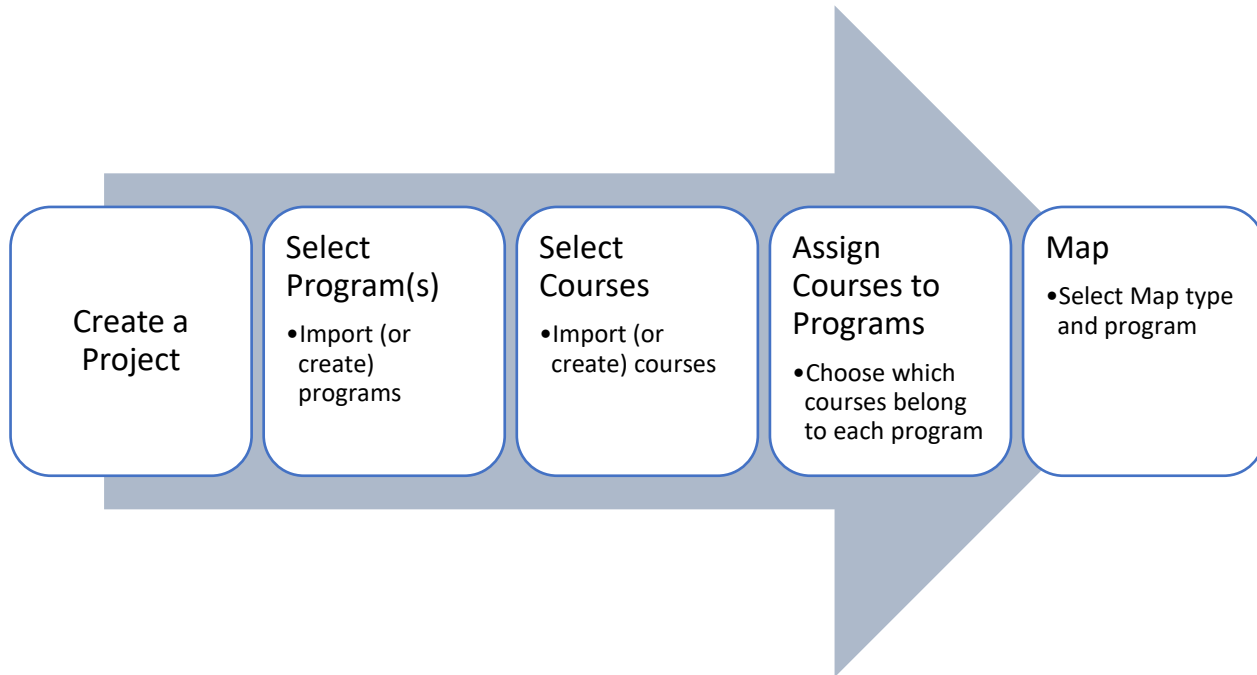 Create a
Project
Select
Program(s)
•Import (or
create)
programs
Select
Courses
•Import (or
create) courses
Assign
Courses to
Programs
•Choose which
courses belong
to each program
Map
•Select Map type
and program